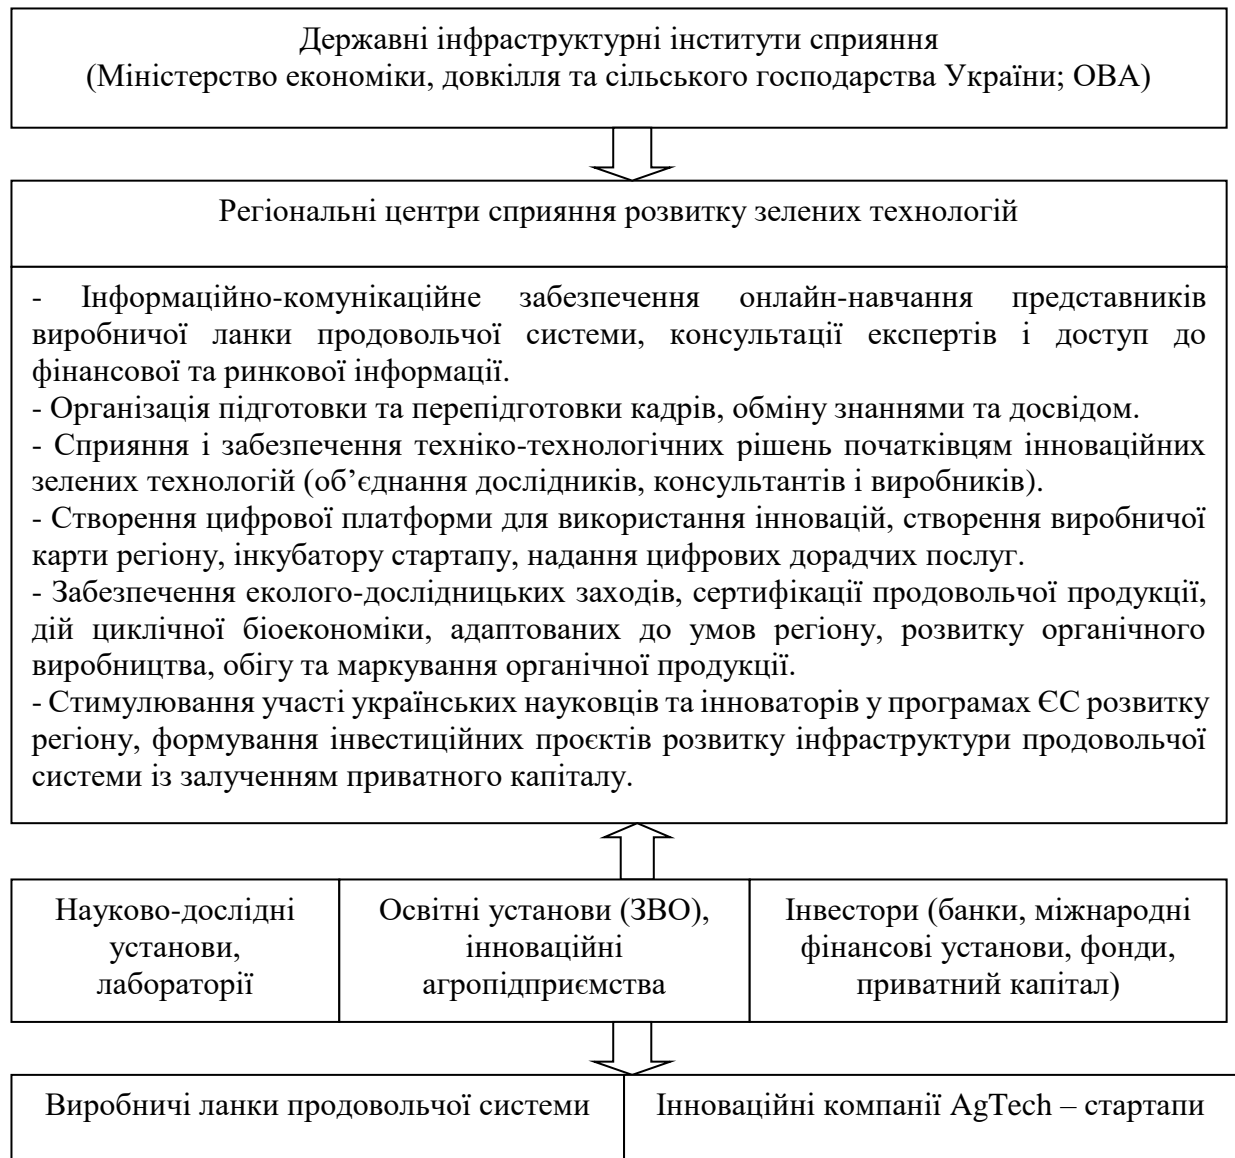 Державні інфраструктурні інститути сприяння
(Міністерство економіки, довкілля та сільського господарства України; ОВА)
Регіональні центри сприяння розвитку зелених технологій
- Інформаційно-комунікаційне забезпечення онлайн-навчання представників
виробничої ланки продовольчої системи, консультації експертів і доступ до
фінансової та ринкової інформації.
- Організація підготовки та перепідготовки кадрів, обміну знаннями та досвідом.
- Сприяння і забезпечення техніко-технологічних рішень початківцям інноваційних
зелених технологій (об’єднання дослідників, консультантів і виробників).
- Створення цифрової платформи для використання інновацій, створення виробничої
карти регіону, інкубатору стартапу, надання цифрових дорадчих послуг.
- Забезпечення еколого-дослідницьких заходів, сертифікації продовольчої продукції,
дій циклічної біоекономіки, адаптованих до умов регіону, розвитку органічного
виробництва, обігу та маркування органічної продукції.
- Стимулювання участі українських науковців та інноваторів у програмах ЄС розвитку
регіону, формування інвестиційних проєктів розвитку інфраструктури продовольчої
системи із залученням приватного капіталу.
Науково-дослідні
установи,
лабораторії
Освітні установи (ЗВО),
інноваційні
агропідприємства
Інвестори (банки, міжнародні
фінансові установи, фонди,
приватний капітал)
Виробничі ланки продовольчої системи
Інноваційні компанії AgTech – стартапи